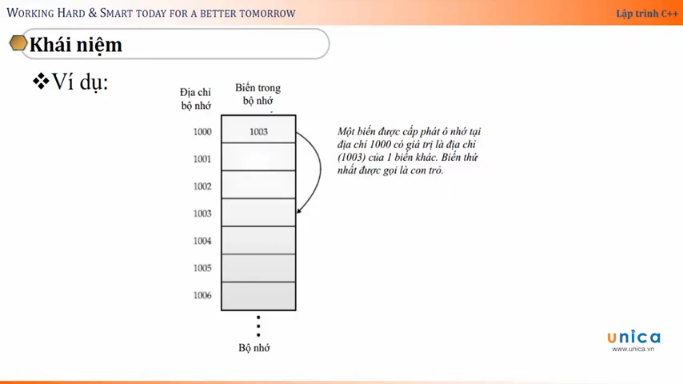 WORKING HARD & SMART TODAY FOR A BETTER TOMORROW
Lập trình C++
Khái niệm
❖Ví dụ:
Địa chỉ
bộ nhớ
Biến trong
bộ nhớ
1000
1003
1001
1002
1003
1004
1005
1006
Bộ nhớ
Một biến được cấp phát ô nhớ tại
địa chỉ 1000 có giá trị là địa chỉ
(1003) của 1 biến khác. Biến thứ
nhất được gọi là con trỏ.
unica
www.unica.vn